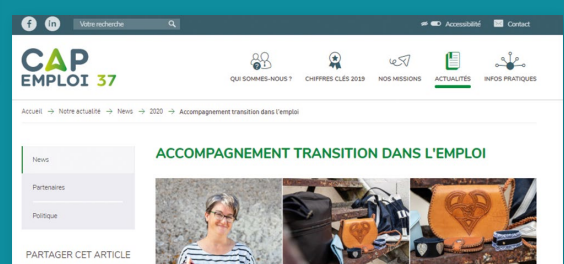 Votre recherche
Accessibilité
Contact
CAP
EMPLOI 37
QUI SOMMES-NOUS ?
CHIFFRES CLÉS 2019
NOS MISSIONS
ACTUALITÉS
INFOS PRATIQUES
Accueil → Notre actualité → News → 2020 → Accompagnement transition dans l'emploi
News
Partenaires
Politique
PARTAGER CET ARTICLE
ACCOMPAGNEMENT TRANSITION DANS L'EMPLOI